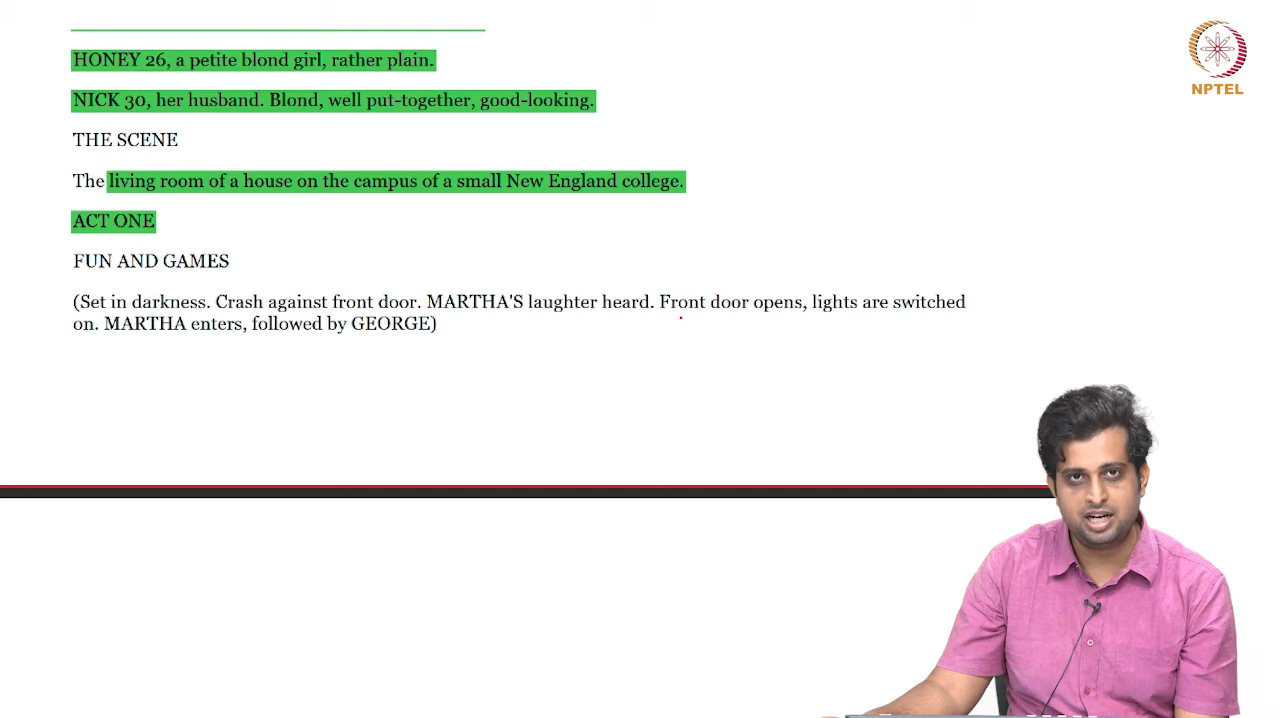 HONEY 26, a petite blond girl, rather plain.
NICK 30, her husband. Blond, well put-together, good-looking.
THE SCENE
The living room of a house on the campus of a small New England college.
ACT ONE
FUN AND GAMES
(Set in darkness. Crash against front door. MARTHA'S laughter heard. Front door opens, lights are switched
on. MARTHA enters, followed by GEORGE)
NPTEL